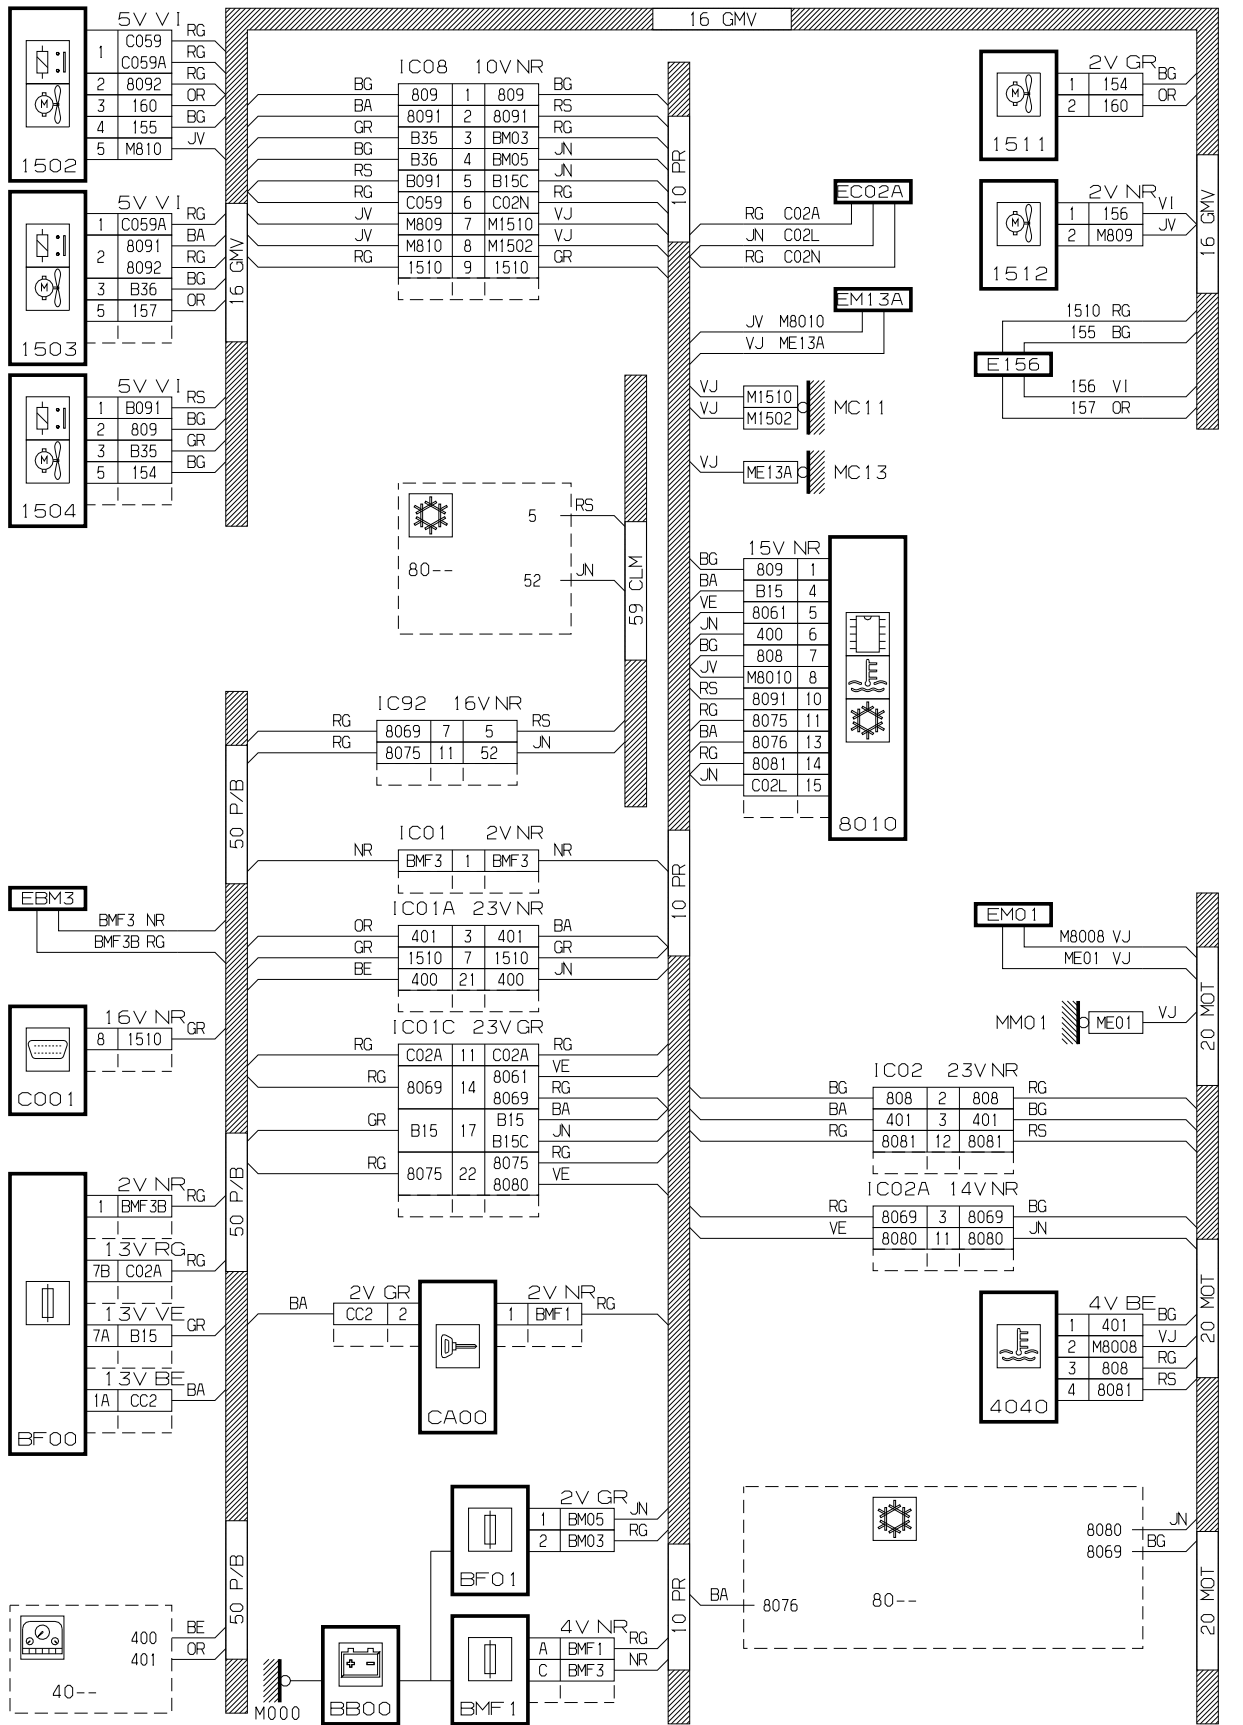 16 GMV
5V VI
1 C059 RG
C059A RG
2 8092 RG
3 160 OR
4 155 BG
5 M810 JV
1502
5V VI
1 C059A RG
2 8091 BA
8092 RG
3 B36 BG
5 157 OR
1503
16 GMV
5V VI
1 B091 RS
2 809 BG
3 B35 GR
5 154 BG
1504
IC08 10V NR
BG 809 1 809 BG
BA 8091 2 8091 RS
GR B35 3 BM03 RG
BG B36 4 BM05 JN
RS B091 5 B15C JN
RG C059 6 C02N RG
JV M809 7 M1510 VJ
JV M810 8 M1502 VJ
RG 1510 9 1510 GR
10 PR
2V GR
1 154 BG
2 160 OR
1511
2V NR
1 156 VI
2 M809 JV
1512
16 GMV
EC02A
RG C02A
JN C02L
RG C02N
EM13A
JV M8010
VJ ME13A
1510 RG
155 BG
E156
156 VI
157 OR
VJ M1510
VJ M1502
MC11
VJ ME13A MC13
5 RS
80--
52 JN
59 CLM
15V NR
BG 809 1
BA B15 4
VE 8061 5
JN 400 6
BG 808 7
JV M8010 8
RS 8091 10
RG 8075 11
BA 8076 13
RG 8081 14
JN C02L 15
8010
IC92 16V NR
RG 8069 7 5 RS
RG 8075 11 52 JN
50 P/B
IC01 2V NR
NR BMF3 1 BMF3 NR
10 PR
EBM3
BMF3 NR
BMF3B RG
IC01A 23V NR
OR 401 3 401 BA
GR 1510 7 1510 GR
BE 400 21 400 JN
EM01
M8008 VJ
ME01 VJ
20 MOT
MM01 ME01 VJ
16V NR
8 1510 GR
C001
IC01C 23V GR
RG C02A 11 C02A RG
RG 8069 14 8061 VE
8069 RG
GR B15 17 B15 BA
B15C JN
RG 8075 22 8075 RG
8080 VE
IC02 23V NR
BG 808 2 808 RG
BA 401 3 401 BG
RG 8081 12 8081 RS
IC02A 14V NR
RG 8069 3 8069 BG
VE 8080 11 8080 JN
50 P/B
2V NR
1 BMF3B RG
13V RG
7B C02A RG
13V VE
7A B15 GR
13V BE
1A CC2 BA
BF00
2V GR
BA CC2 2
2V NR
1 BMF1 RG
CA00
4V BE
1 401 BG
2 M8008 VJ
3 808 RG
4 8081 RS
4040
20 MOT
2V GR
1 BM05 JN
2 BM03 RG
BF01
10 PR
8080 JN
8069 BG
BA 8076
80--
20 MOT
50 P/B
400 BE
401 OR
40--
M000
BB00
4V NR
A BMF1 RG
C BMF3 NR
BMF1